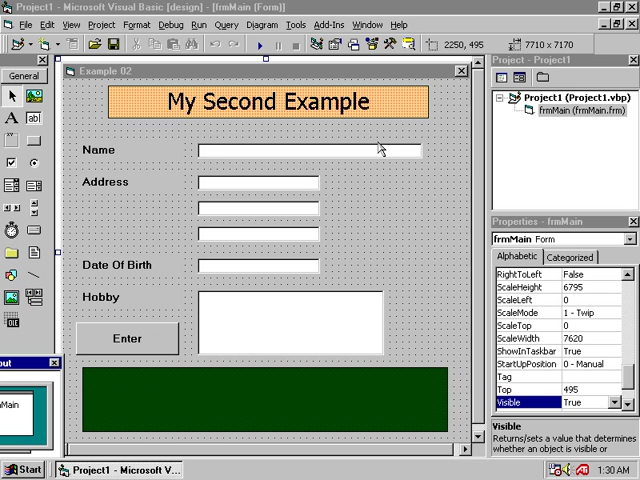 Project1 - Microsoft Visual Basic [design] - [frmMain (Form)]
File Edit View Project Format Debug Run Query Diagram Tools Add-Ins Window Help
2250, 495
7710 x 7170
General
A
ab|
OLE
Example 02
My Second Example
Name
Address
Date Of Birth
Hobby
Enter
Project - Project1
Project1 (Project1.vbp)
frmMain (frmMain.frm)
Properties - frmMain
frmMain Form
Alphabetic Categorized
RightToLeft False
ScaleHeight 6795
ScaleLeft 0
ScaleMode 1 - Twip
ScaleTop 0
ScaleWidth 7620
ShowInTaskbar True
StartUpPosition 0 - Manual
Tag
Top 495
Visible True
Visible
Returns/sets a value that determines
whether an object is visible or
out
Main
Start
Project1 - Microsoft V...
1:30 AM